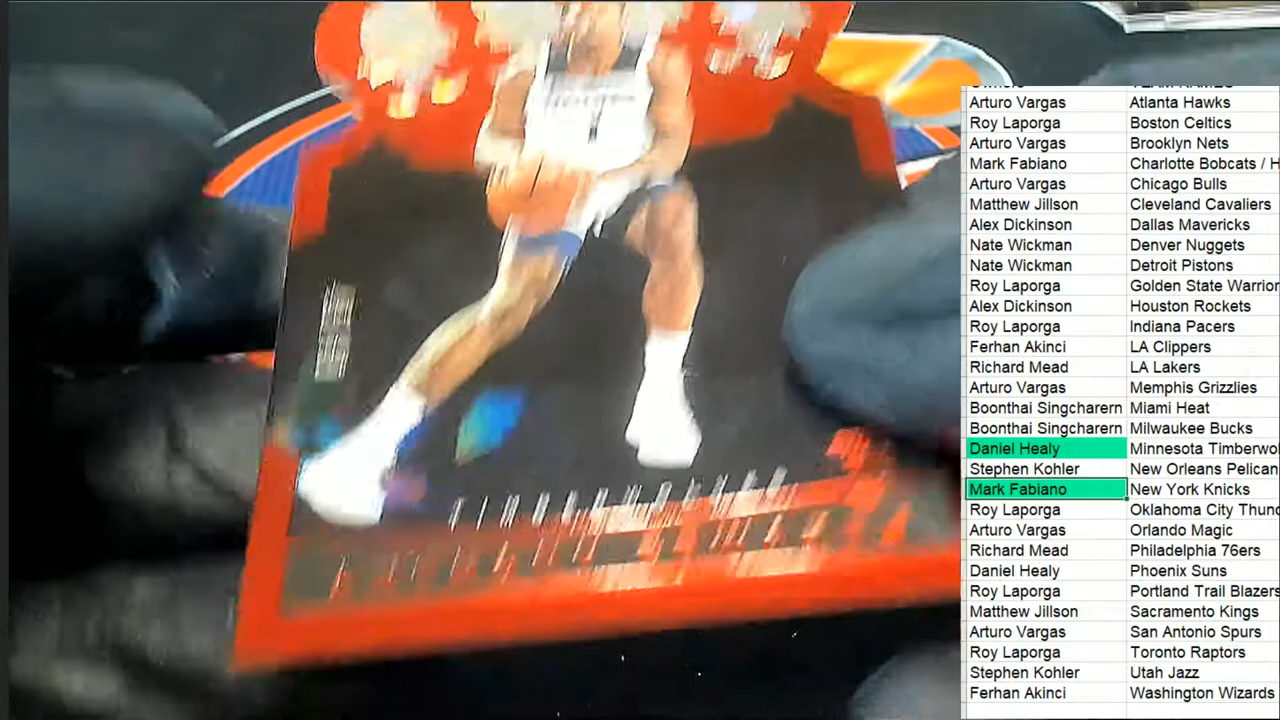 Arturo Vargas Atlanta Hawks
Roy Laporga Boston Celtics
Arturo Vargas Brooklyn Nets
Mark Fabiano Charlotte Bobcats / H
Arturo Vargas Chicago Bulls
Matthew Jillson Cleveland Cavaliers
Alex Dickinson Dallas Mavericks
Nate Wickman Denver Nuggets
Nate Wickman Detroit Pistons
Roy Laporga Golden State Warrior
Alex Dickinson Houston Rockets
Roy Laporga Indiana Pacers
Ferhan Akinci LA Clippers
Richard Mead LA Lakers
Arturo Vargas Memphis Grizzlies
Boonthai Singcharern Miami Heat
Boonthai Singcharern Milwaukee Bucks
Daniel Healy Minnesota Timberwo
Stephen Kohler New Orleans Pelican
Mark Fabiano New York Knicks
Roy Laporga Oklahoma City Thund
Arturo Vargas Orlando Magic
Richard Mead Philadelphia 76ers
Daniel Healy Phoenix Suns
Roy Laporga Portland Trail Blazers
Matthew Jillson Sacramento Kings
Arturo Vargas San Antonio Spurs
Roy Laporga Toronto Raptors
Stephen Kohler Utah Jazz
Ferhan Akinci Washington Wizards